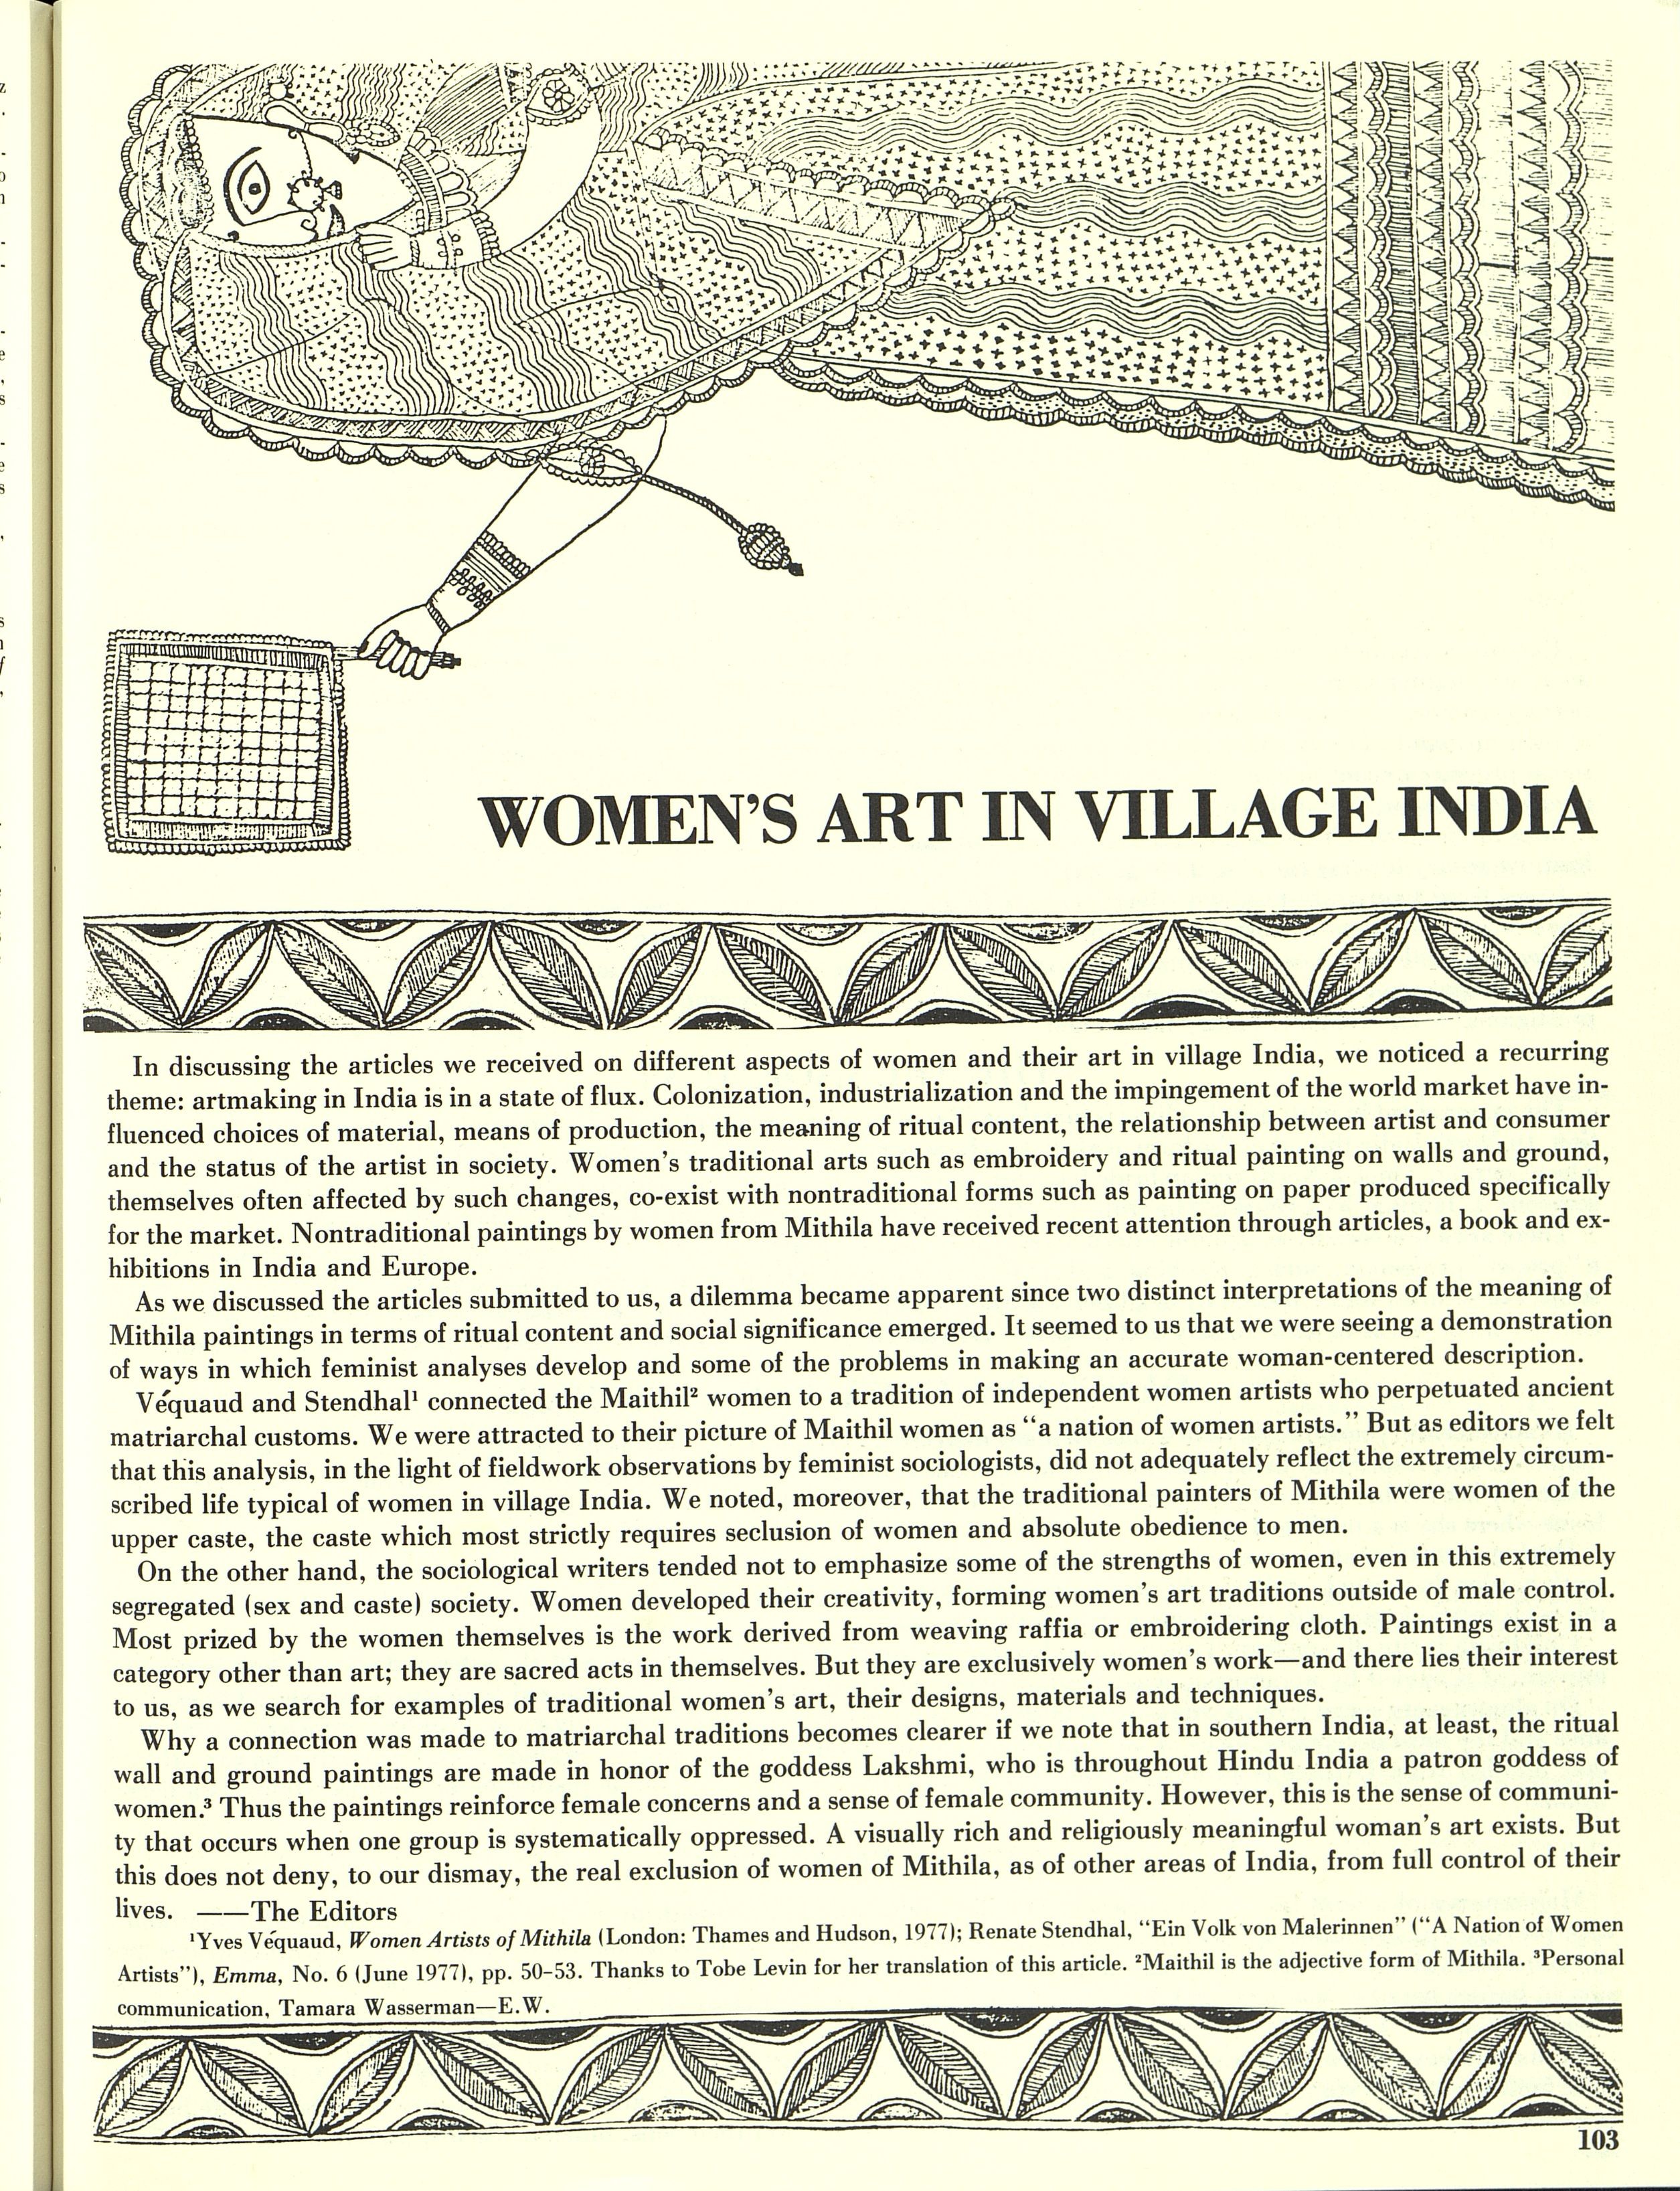 WOMEN'S ART IN VILLAGE INDIA
In discussing the articles we received on different aspects of women and their art in village India, we noticed a recurring
theme: artmaking in India is in a state of flux. Colonization, industrialization and the impingement of the world market have in-
fluenced choices of material, means of production, the meaning of ritual content, the relationship between artist and consumer
and the status of the artist in society. Women's traditional arts such as embroidery and ritual painting on walls and ground,
themselves often affected by such changes, co-exist with nontraditional forms such as painting on paper produced specifically
for the market. Nontraditional paintings by women from Mithila have received recent attention through articles, a book and ex-
hibitions in India and Europe.
As we discussed the articles submitted to us, a dilemma became apparent since two distinct interpretations of the meaning of
Mithila paintings in terms of ritual content and social significance emerged. It seemed to us that we were seeing a demonstration
of ways in which feminist analyses develop and some of the problems in making an accurate woman-centered description.
Véquaud and Stendhal¹ connected the Maithil² women to a tradition of independent women artists who perpetuated ancient
matriarchal customs. We were attracted to their picture of Maithil women as "a nation of women artists." But as editors we felt
that this analysis, in the light of fieldwork observations by feminist sociologists, did not adequately reflect the extremely circum-
scribed life typical of women in village India. We noted, moreover, that the traditional painters of Mithila were women of the
upper caste, the caste which most strictly requires seclusion of women and absolute obedience to men.
On the other hand, the sociological writers tended not to emphasize some of the strengths of women, even in this extremely
segregated (sex and caste) society. Women developed their creativity, forming women's art traditions outside of male control.
Most prized by the women themselves is the work derived from weaving raffia or embroidering cloth. Paintings exist in a
category other than art; they are sacred acts in themselves. But they are exclusively women's work—and there lies their interest
to us, as we search for examples of traditional women's art, their designs, materials and techniques.
Why a connection was made to matriarchal traditions becomes clearer if we note that in southern India, at least, the ritual
wall and ground paintings are made in honor of the goddess Lakshmi, who is throughout Hindu India a patron goddess of
women.³ Thus the paintings reinforce female concerns and a sense of female community. However, this is the sense of communi-
ty that occurs when one group is systematically oppressed. A visually rich and religiously meaningful woman's art exists. But
this does not deny, to our dismay, the real exclusion of women of Mithila, as of other areas of India, from full control of their
lives. ——The Editors
¹Yves Véquaud, Women Artists of Mithila (London: Thames and Hudson, 1977); Renate Stendhal, "Ein Volk von Malerinnen" ("A Nation of Women
Artists"), Emma, No. 6 (June 1977), pp. 50–53. Thanks to Tobe Levin for her translation of this article. ²Maithil is the adjective form of Mithila. ³Personal
communication, Tamara Wasserman—E.W.
103